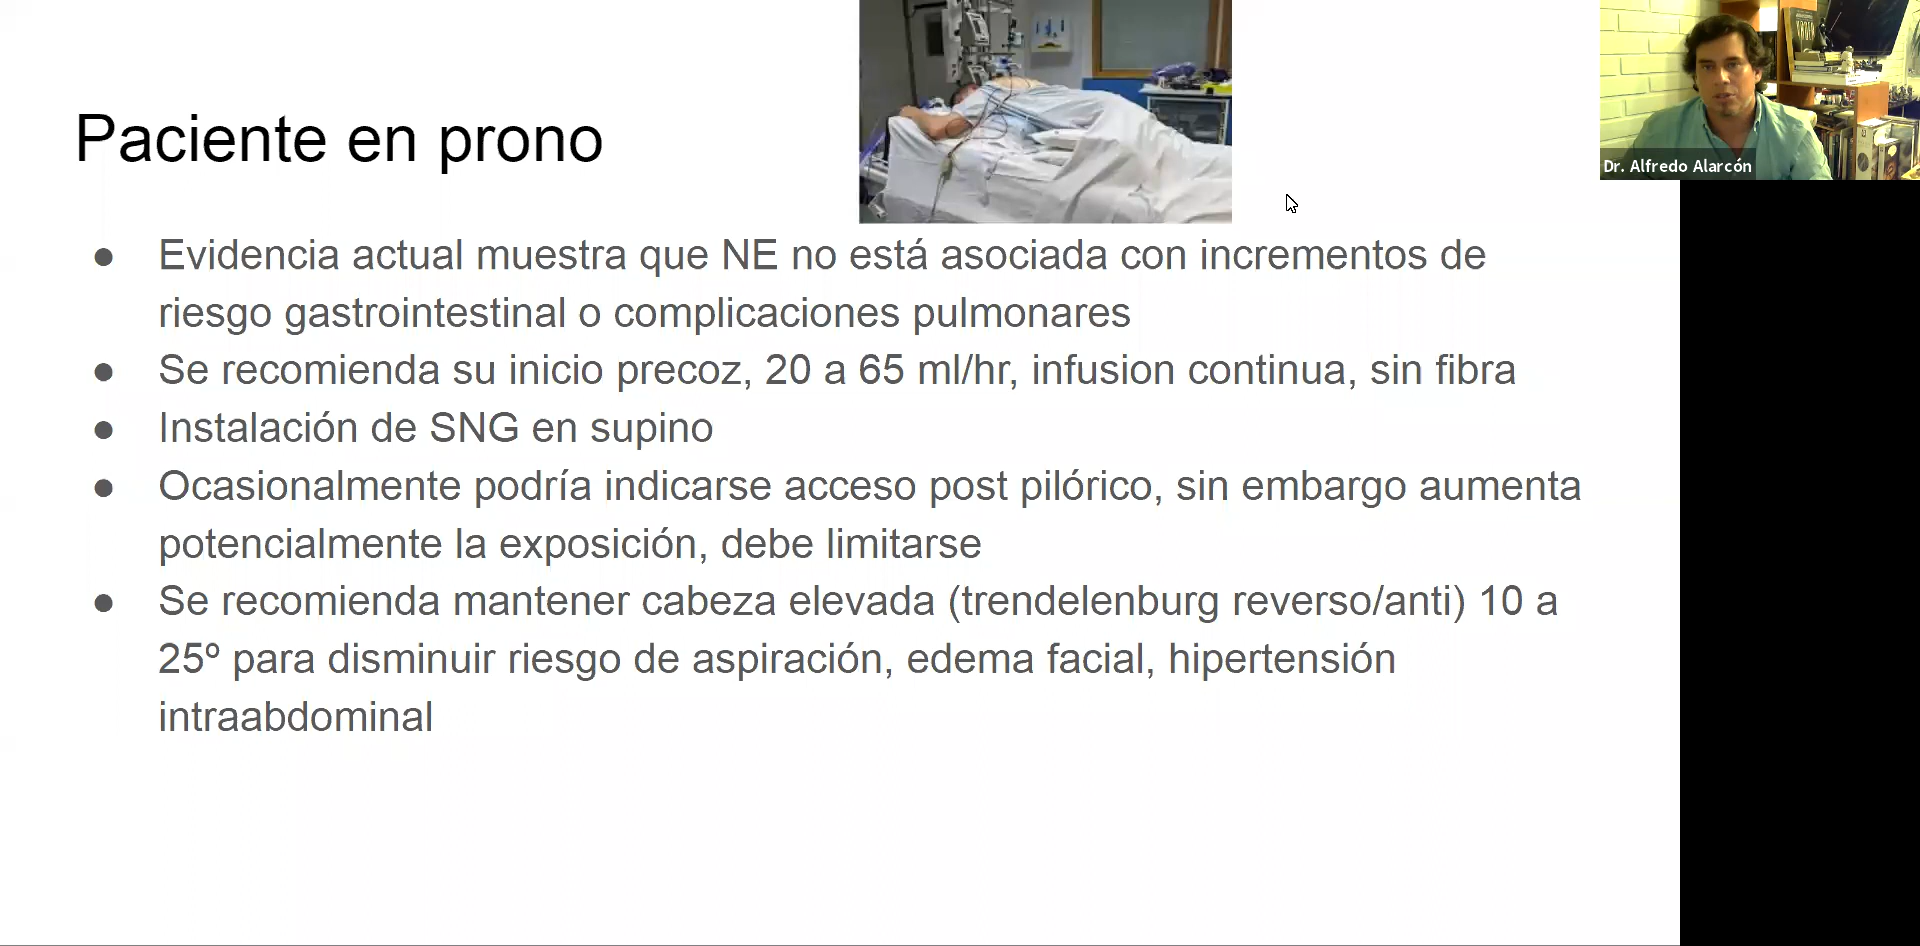 Paciente en prono
Dr. Alfredo Alarcón
● Evidencia actual muestra que NE no está asociada con incrementos de
riesgo gastrointestinal o complicaciones pulmonares
● Se recomienda su inicio precoz, 20 a 65 ml/hr, infusion continua, sin fibra
● Instalación de SNG en supino
● Ocasionalmente podría indicarse acceso post pilórico, sin embargo aumenta
potencialmente la exposición, debe limitarse
● Se recomienda mantener cabeza elevada (trendelenburg reverso/anti) 10 a
25º para disminuir riesgo de aspiración, edema facial, hipertensión
intraabdominal